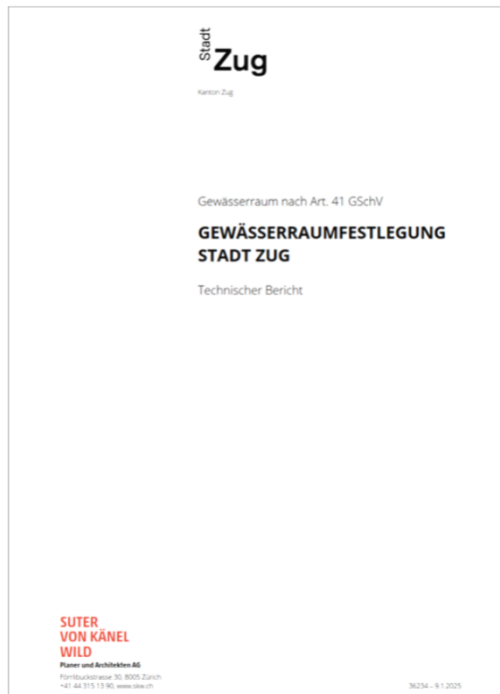 Stadt
Zug
Kanton Zug
Gewässerraum nach Art. 41 GSchV
GEWÄSSERRAUMFESTLEGUNG
STADT ZUG
Technischer Bericht
SUTER
VON KÄNEL
WILD
Planer und Architekten AG
Förrlibuckstrasse 30, 8005 Zürich
+41 44 315 13 90, www.skw.ch
36234 – 9.1.2025